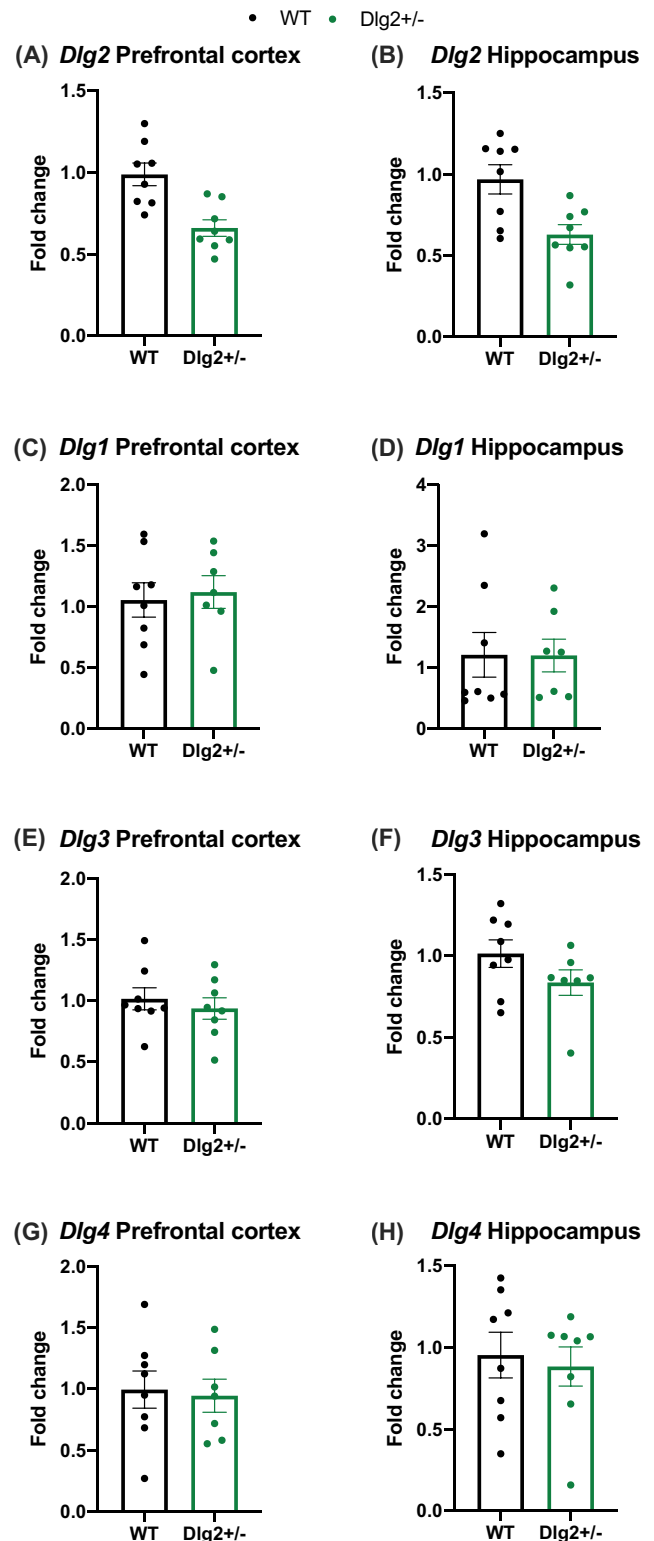 WT Dlg2+/-
(A) Dlg2 Prefrontal cortex
Fold change
1.5
1.0
0.5
0.0
WT Dlg2+/-
(B) Dlg2 Hippocampus
Fold change
1.5
1.0
0.5
0.0
WT Dlg2+/-
(C) Dlg1 Prefrontal cortex
Fold change
2.0
1.5
1.0
0.5
0.0
WT Dlg2+/-
(D) Dlg1 Hippocampus
Fold change
4
3
2
1
0
WT Dlg2+/-
(E) Dlg3 Prefrontal cortex
Fold change
2.0
1.5
1.0
0.5
0.0
WT Dlg2+/-
(F) Dlg3 Hippocampus
Fold change
1.5
1.0
0.5
0.0
WT Dlg2+/-
(G) Dlg4 Prefrontal cortex
Fold change
2.0
1.5
1.0
0.5
0.0
WT Dlg2+/-
(H) Dlg4 Hippocampus
Fold change
1.5
1.0
0.5
0.0
WT Dlg2+/-